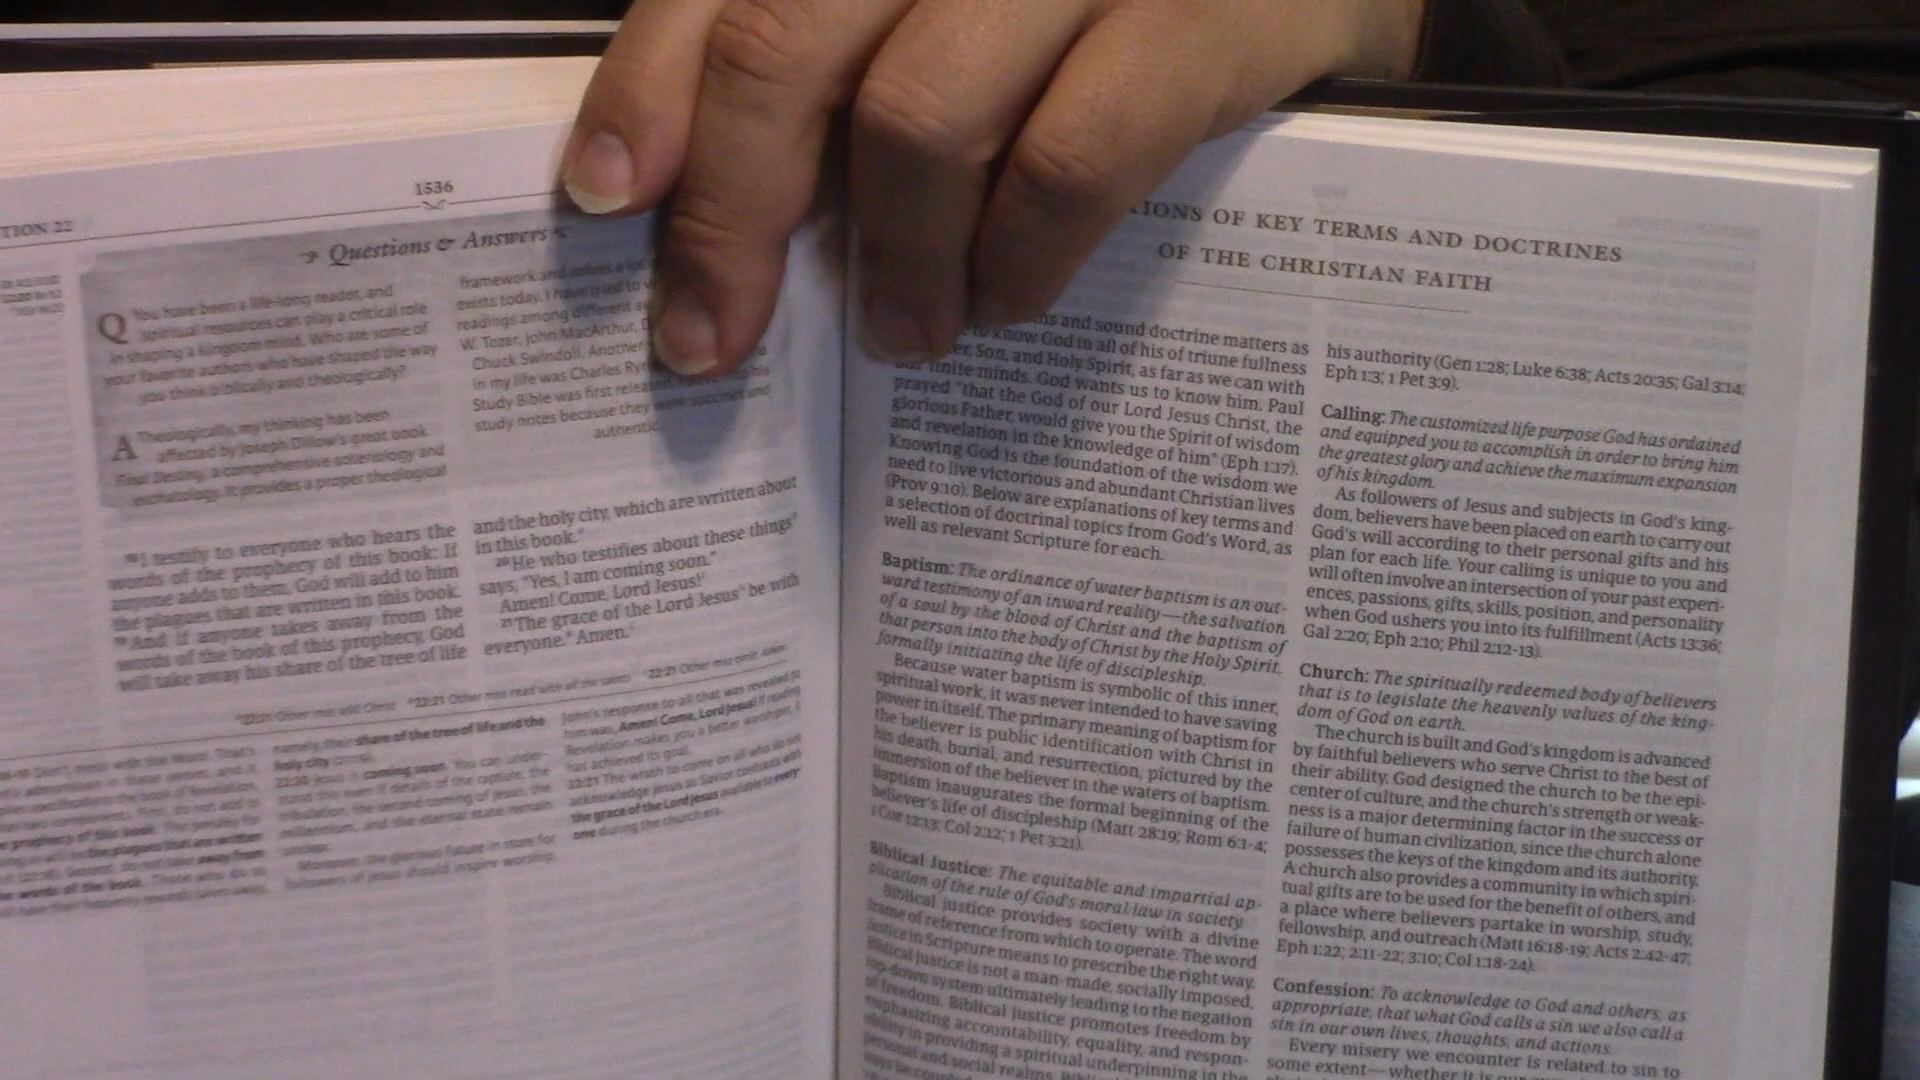 1536
TION 22
Questions & Answers
Q You have been a life-long reader, and
spiritual resources can play a critical role
in shaping a kingdom mind. Who are some of
your favorite authors who have shaped the way
you think biblically and theologically?
A Theologically, my thinking has been
affected by Joseph Dillow's great book
Final Destiny, a comprehensive soteriology and
eschatology. It provides a proper theological
framework and solves a lot
exists today. I have tried to
readings among different
W. Tozer, John MacArthur,
Chuck Swindoll. Another
in my life was Charles
Study Bible was first released. his
study notes because they were succinct and
authentic
18 "I testify to everyone who hears the
words of the prophecy of this book: If
anyone adds to them, God will add to him
the plagues that are written in this book.
19 And if anyone takes away from the
words of the book of this prophecy, God
will take away his share of the tree of life
and the holy city, which are written about
in this book."
20 He who testifies about these things
says, "Yes, I am coming soon."
Amen! Come, Lord Jesus!
21 The grace of the Lord Jesus be with
everyone. Amen.
22:21 Other mss add Christ 22:21 Other mss read with all the saints 22:21 Other mss omit Amen.
namely, their share of the tree of life and the
holy city
22:20 Jesus is coming soon. You can under-
stand this even if details of the rapture, the
tribulation, the second coming of Jesus, the
millennium, and the eternal state remain
unclear.
Moreover, the glorious future in store for
followers of Jesus should inspire worship.
John's response to all that was revealed to
him was, Amen! Come, Lord Jesus! If reading
Revelation makes you a better worshiper, it
has achieved its goal.
22:21 The wrath to come on all who do not
acknowledge Jesus as Savior contrasts with
the grace of the Lord Jesus available to every-
one during the church era.
OF KEY TERMS AND DOCTRINES
OF THE CHRISTIAN FAITH
and sound doctrine matters as
to know God in all of his of triune fullness
Son, and Holy Spirit, as far as we can with
our finite minds. God wants us to know him. Paul
prayed "that the God of our Lord Jesus Christ, the
glorious Father, would give you the Spirit of wisdom
and revelation in the knowledge of him" (Eph 1:17).
Knowing God is the foundation of the wisdom we
need to live victorious and abundant Christian lives
(Prov 9:10). Below are explanations of key terms and
a selection of doctrinal topics from God's Word, as
well as relevant Scripture for each.
Baptism: The ordinance of water baptism is an out-
ward testimony of an inward reality—the salvation
of a soul by the blood of Christ and the baptism of
that person into the body of Christ by the Holy Spirit,
formally initiating the life of discipleship.
Because water baptism is symbolic of this inner,
spiritual work, it was never intended to have saving
power in itself. The primary meaning of baptism for
the believer is public identification with Christ in
his death, burial, and resurrection, pictured by the
immersion of the believer in the waters of baptism.
Baptism inaugurates the formal beginning of the
believer's life of discipleship (Matt 28:19; Rom 6:1-4;
1 Cor 12:13; Col 2:12; 1 Pet 3:21).
Biblical Justice: The equitable and impartial ap-
plication of the rule of God's moral law in society.
Biblical justice provides society with a divine
frame of reference from which to operate. The word
justice in Scripture means to prescribe the right way.
Biblical justice is not a man-made, socially imposed,
top-down system ultimately leading to the negation
of freedom. Biblical justice promotes freedom by
emphasizing accountability, equality, and respon-
sibility in providing a spiritual underpinning in the
personal and social realms.
his authority (Gen 1:28; Luke 6:38; Acts 20:35; Gal 3:14;
Eph 1:3; 1 Pet 3:9).
Calling: The customized life purpose God has ordained
and equipped you to accomplish in order to bring him
the greatest glory and achieve the maximum expansion
of his kingdom.
As followers of Jesus and subjects in God's king-
dom, believers have been placed on earth to carry out
God's will according to their personal gifts and his
plan for each life. Your calling is unique to you and
will often involve an intersection of your past experi-
ences, passions, gifts, skills, position, and personality
when God ushers you into its fulfillment (Acts 13:36;
Gal 2:20; Eph 2:10; Phil 2:12-13).
Church: The spiritually redeemed body of believers
that is to legislate the heavenly values of the king-
dom of God on earth.
The church is built and God's kingdom is advanced
by faithful believers who serve Christ to the best of
their ability. God designed the church to be the epi-
center of culture, and the church's strength or weak-
ness is a major determining factor in the success or
failure of human civilization, since the church alone
possesses the keys of the kingdom and its authority.
A church also provides a community in which spiri-
tual gifts are to be used for the benefit of others, and
a place where believers partake in worship, study,
fellowship, and outreach (Matt 16:18-19; Acts 2:42-47;
Eph 1:22; 2:11-22; 3:10; Col 1:18-24).
Confession: To acknowledge to God and others, as
appropriate, that what God calls a sin we also call a
sin in our own lives, thoughts, and actions.
Every misery we encounter is related to sin to
some extent—whether it is